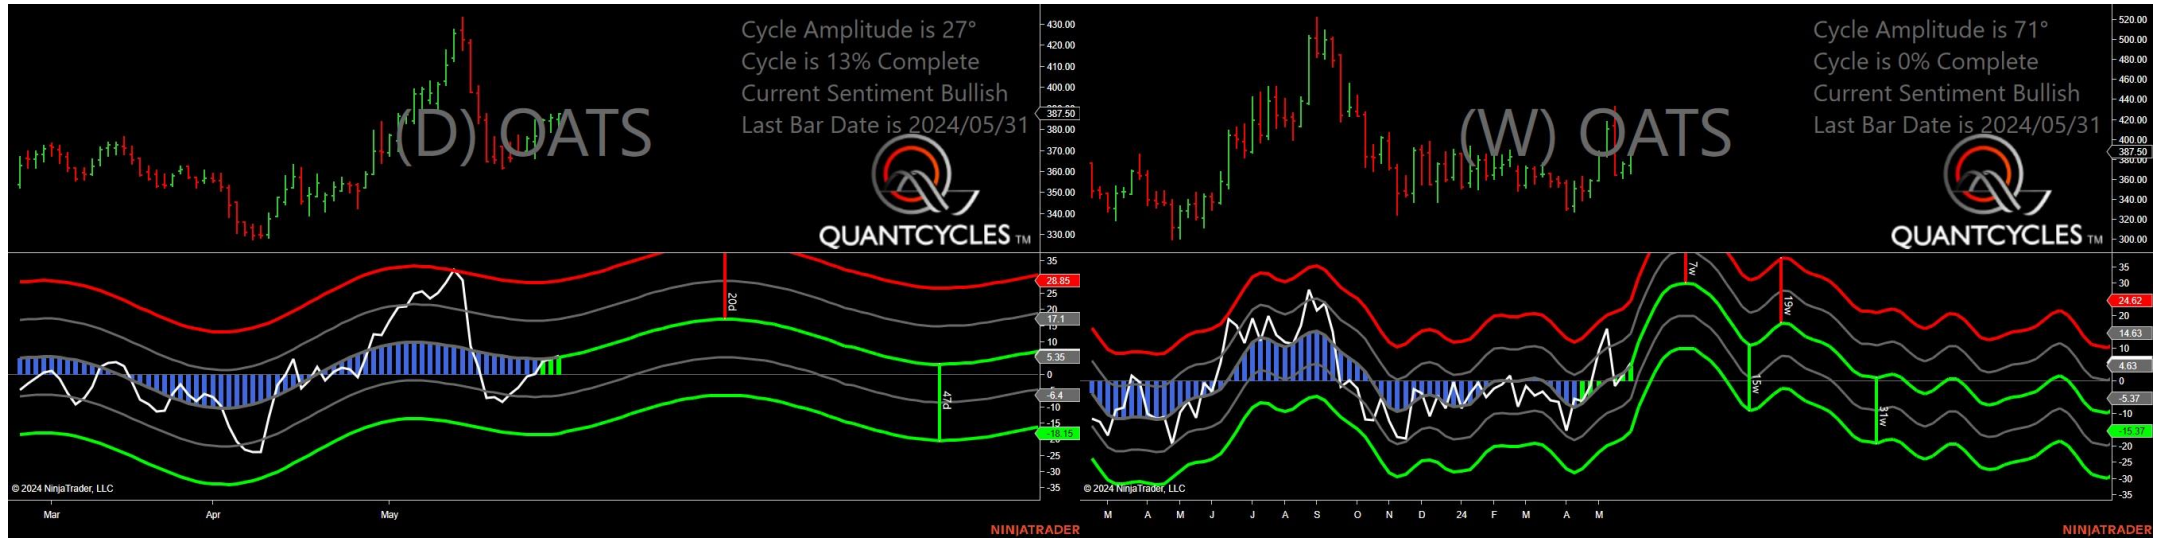 Cycle Amplitude is 27°
Cycle is 13% Complete
Current Sentiment Bullish
Last Bar Date is 2024/05/31
(D) OATS
QUANTCYCLES TM
430.00
420.00
410.00
400.00
387.50
380.00
370.00
360.00
350.00
340.00
330.00
20d
47d
35
28.85
25
20
17.1
15
10
5.35
0
-6.4
-10
-15
-18.15
-25
-30
-35
© 2024 NinjaTrader, LLC
Mar Apr May
NINJATRADER
Cycle Amplitude is 71°
Cycle is 0% Complete
Current Sentiment Bullish
Last Bar Date is 2024/05/31
(W) OATS
QUANTCYCLES TM
520.00
500.00
480.00
460.00
440.00
420.00
400.00
387.50
380.00
360.00
340.00
320.00
300.00
7w
19w
15w
31w
35
30
24.62
20
14.63
10
4.63
0
-5.37
-10
-15.37
-20
-25
-30
-35
© 2024 NinjaTrader, LLC
M A M J J A S O N D 24 F M A M
NINJATRADER